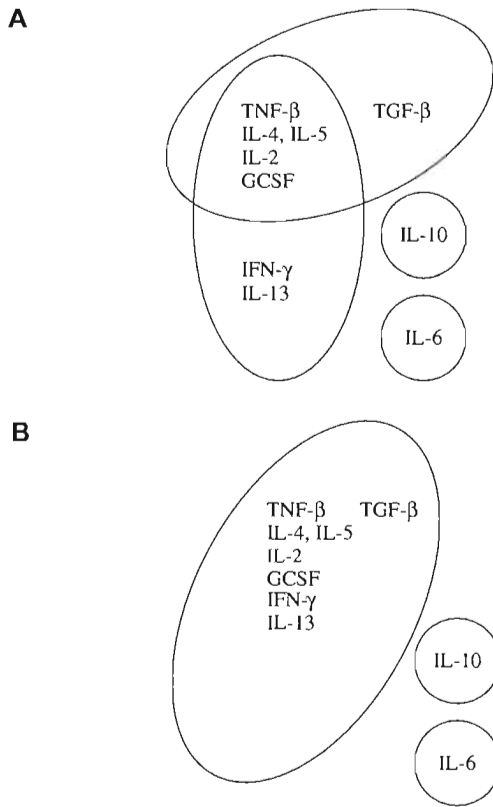 A
TNF-β TGF-β
IL-4, IL-5
IL-2
GCSF
IL-10
IFN-γ
IL-13
IL-6
B
TNF-β TGF-β
IL-4, IL-5
IL-2
GCSF
IFN-γ
IL-13
IL-10
IL-6